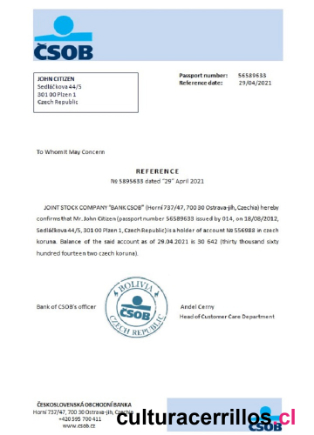 ČSOB
JOHN CITIZEN
Sedláčkova 44/5
301 00 Plzen 1
Czech Republic
Passport number: 56589633
Reference date: 29/04/2021
To Whom It May Concern
REFERENCE
№ 5895633 dated "29" April 2021
JOINT STOCK COMPANY "BANK CSOB" (Horní 737/47, 700 30 Ostrava-jih, Czechia) hereby
confirms that Mr. John Citizen (passport number 56589633 issued by 014, on 18/08/2012,
Sedláčkova 44/5, 301 00 Plzen 1, Czech Republic) is a holder of account № 556988 in czech
koruna. Balance of the said account as of 29.04.2021 is 30 642 (thirty thousand sixty
hundred fourteen two czech koruna).
Bank of CSOB's officer
BOLIVIA
ČSOB
CZECH REPUBLIC
Andel Cerny
Head of Customer Care Department
ČESKOSLOVENSKÁ OBCHODNÍ BANKA
Horní 737/47, 700 30 Ostrava-jih, Czechia
+420 595 700 411
www.csob.cz
ČSOB
culturacerrillos.cl